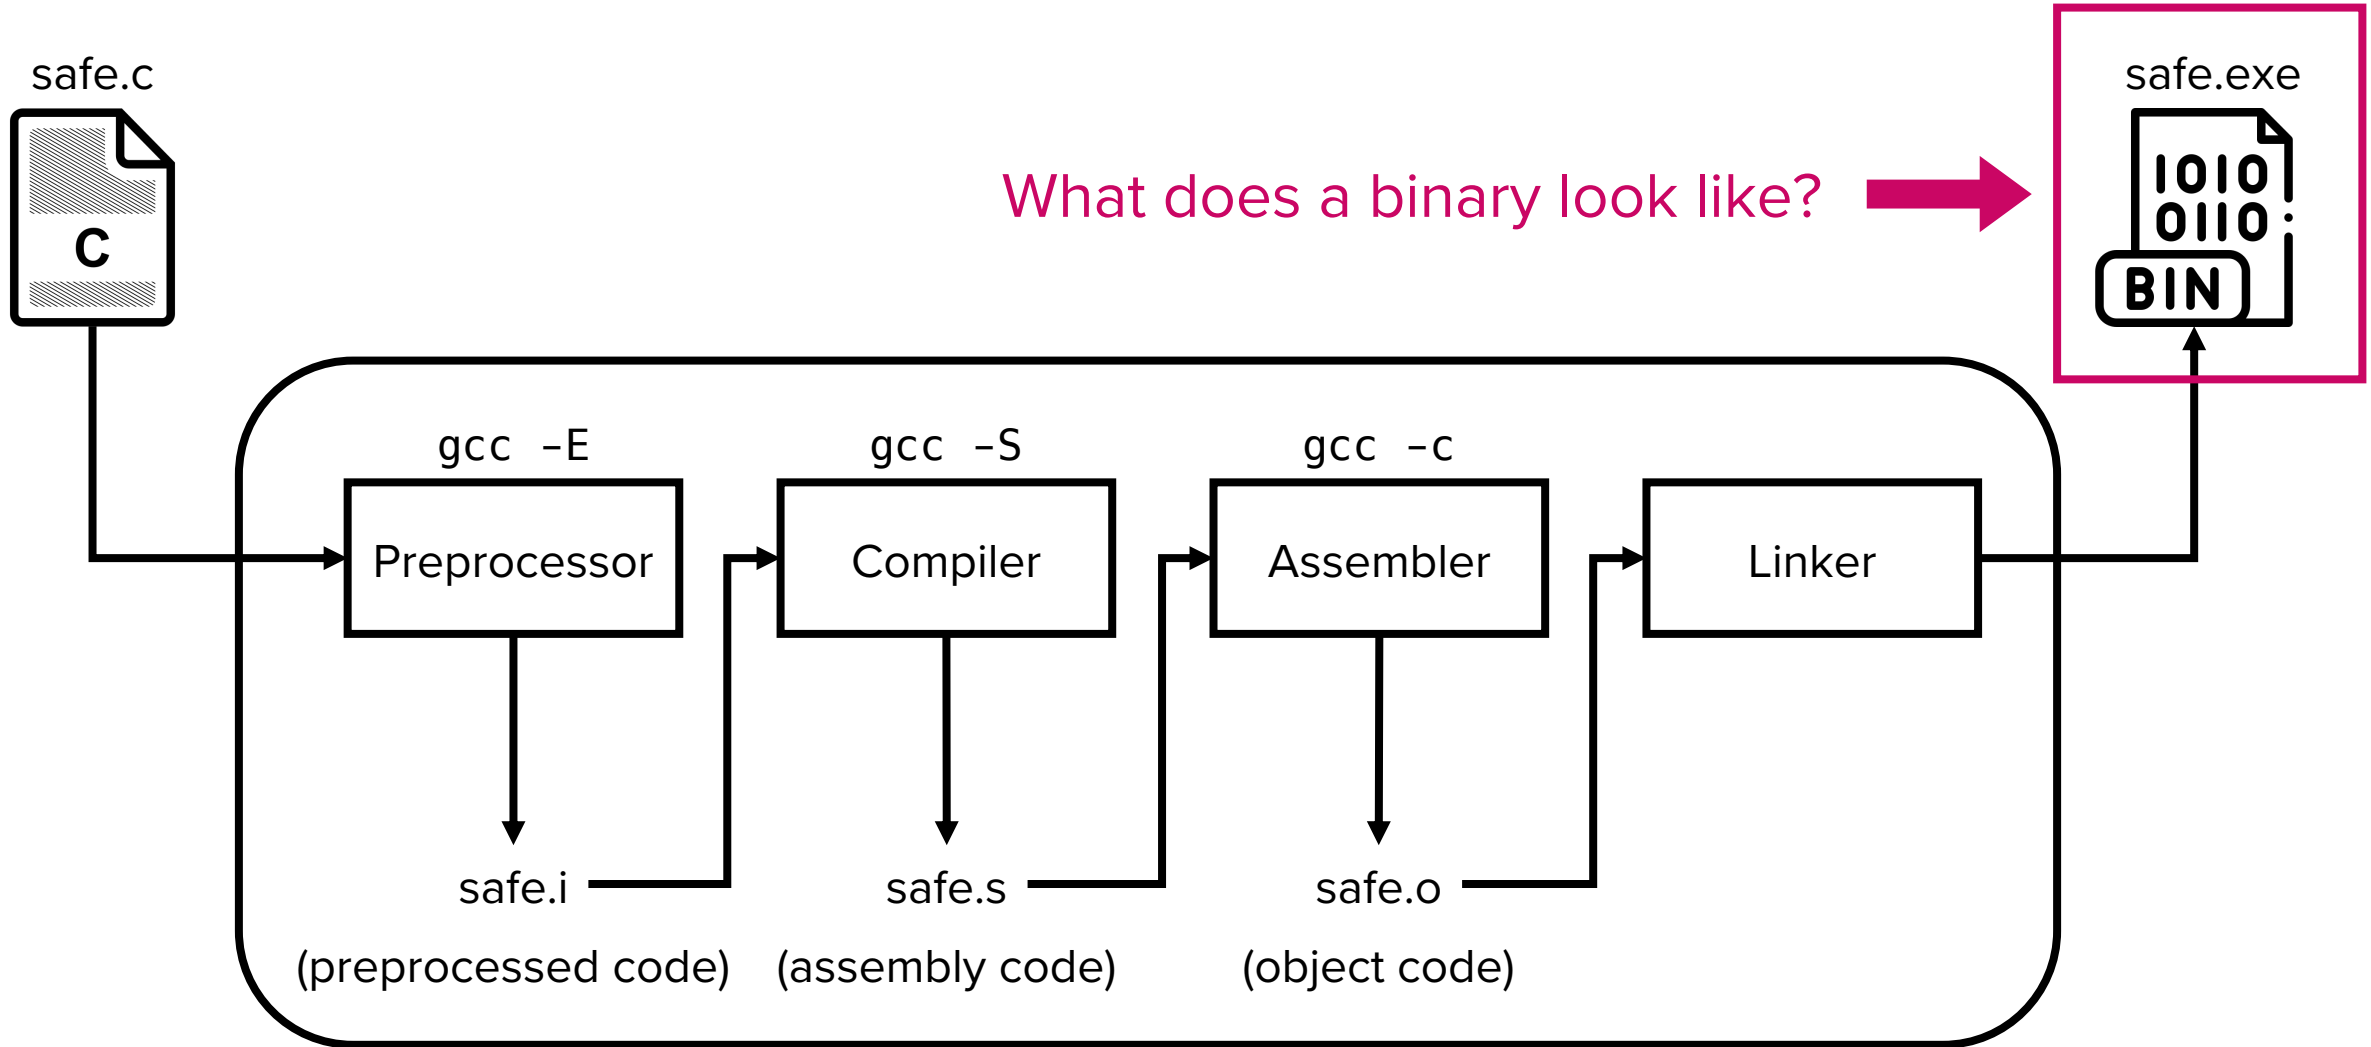 safe.c
safe.exe
C
What does a binary look like?
1010
0110
BIN
gcc -E
gcc -S
gcc -c
Preprocessor
Compiler
Assembler
Linker
safe.i
safe.s
safe.o
(preprocessed code)
(assembly code)
(object code)